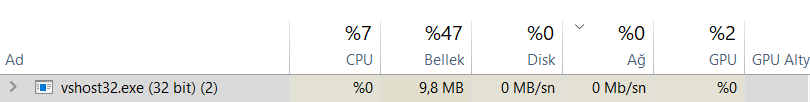 %7 %47 %0 %0 %2
Ad CPU Bellek Disk Ağ GPU GPU Alty
vshost32.exe (32 bit) (2) %0 9,8 MB 0 MB/sn 0 Mb/sn %0